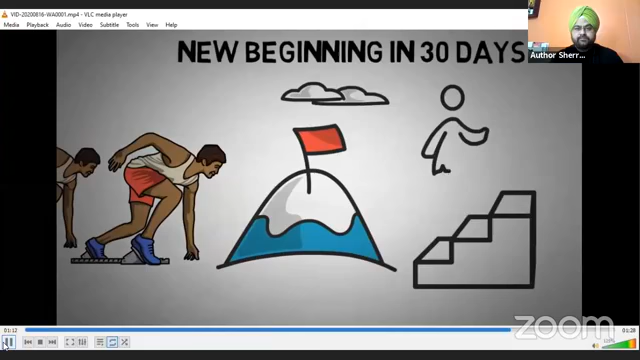 VID-20200816-WA0001.mp4 - VLC media player
Media Playback Audio Video Subtitle Tools View Help
Author Sherr...
NEW BEGINNING IN 30 DAYS
01:12
01:28
zoom